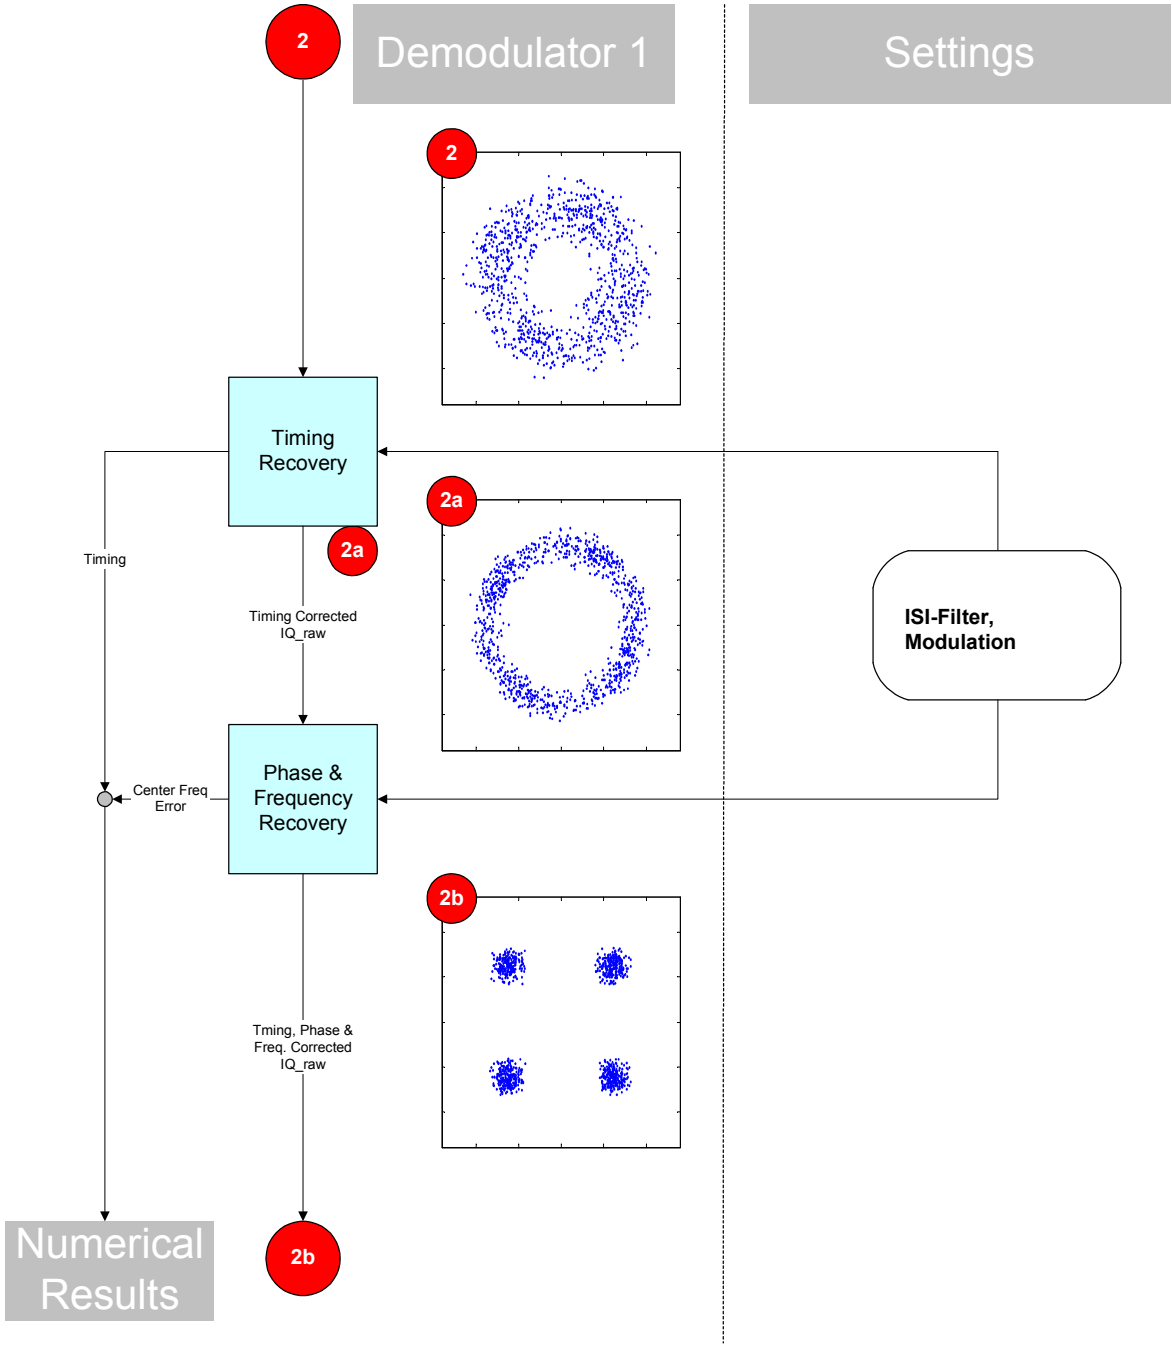 2
Demodulator 1
Settings
2
Timing
Recovery
2a
2a
Timing
Timing Corrected
IQ_raw
ISI-Filter,
Modulation
Phase &
Frequency
Recovery
Center Freq
Error
2b
Tming, Phase &
Freq. Corrected
IQ_raw
Numerical
Results
2b